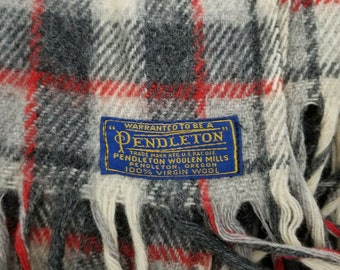 WARRANTED TO BE A
"PENDLETON"
TRADE MARK REG. U.S. PAT. OFF.
PENDLETON WOOLEN MILLS
PENDLETON, OREGON
100% VIRGIN WOOL